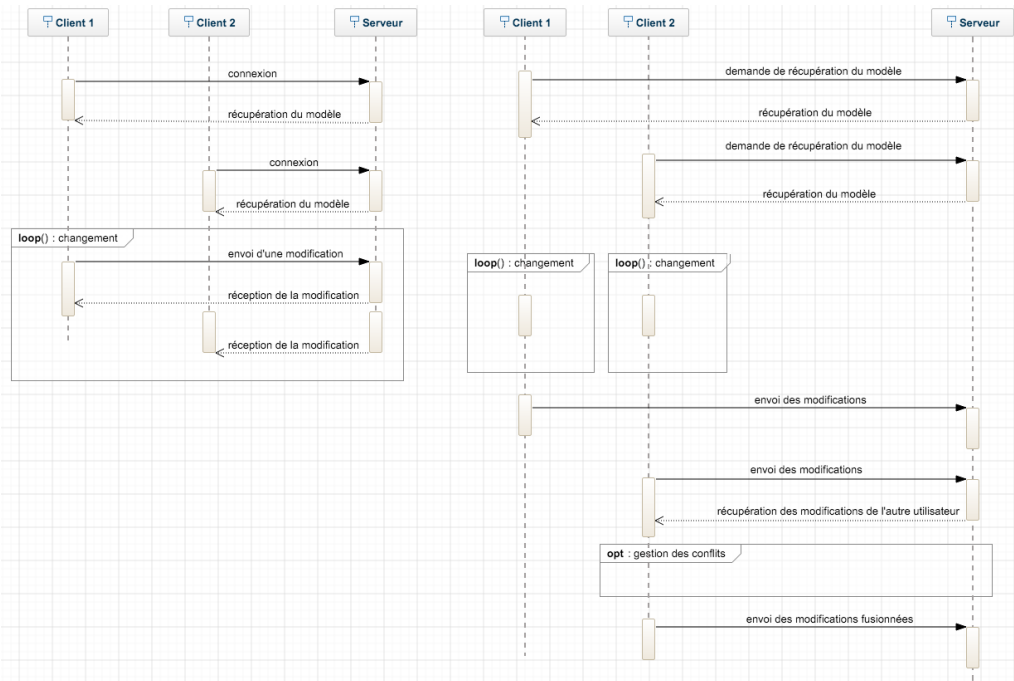 Client 1
Client 2
Serveur
connexion
récupération du modèle
connexion
récupération du modèle
loop() : changement
envoi d'une modification
réception de la modification
réception de la modification
Client 1
Client 2
Serveur
demande de récupération du modèle
récupération du modèle
demande de récupération du modèle
récupération du modèle
loop() : changement
loop() : changement
envoi des modifications
envoi des modifications
récupération des modifications de l'autre utilisateur
opt : gestion des conflits
envoi des modifications fusionnées